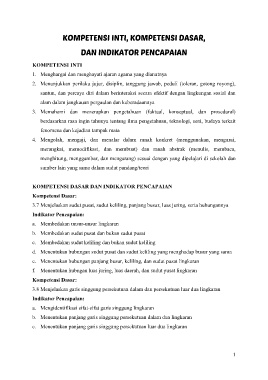 KOMPETENSI INTI, KOMPETENSI DASAR,
DAN INDIKATOR PENCAPAIAN
KOMPETENSI INTI
1. Menghargai dan menghayati ajaran agama yang dianutnya
2. Menunjukkan perilaku jujur, disiplin, tanggung jawab, peduli (toleran, gotong royong),
santun, dan percaya diri dalam berinteraksi secara efektif dengan lingkungan sosial dan
alam dalam jangkauan pergaulan dan keberadaannya
3. Memahami dan menerapkan pengetahuan (faktual, konseptual, dan prosedural)
berdasarkan rasa ingin tahunya tentang ilmu pengetahuan, teknologi, seni, budaya terkait
fenomena dan kejadian tampak mata
4. Mengolah, menyaji, dan menalar dalam ranah konkret (menggunakan, mengurai,
merangkai, memodifikasi, dan membuat) dan ranah abstrak (menulis, membaca,
menghitung, menggambar, dan mengarang) sesuai dengan yang dipelajari di sekolah dan
sumber lain yang sama dalam sudut pandang/teori
KOMPETENSI DASAR DAN INDIKATOR PENCAPAIAN
Kompetensi Dasar:
3.7 Menjelaskan sudut pusat, sudut keliling, panjang busur, luas juring, serta hubungannya
Indikator Pencapaian:
a. Membedakan unsur-unsur lingkaran
b. Membedakan sudut pusat dan bukan sudut pusat
c. Membedakan sudut keliling dan bukan sudut keliling
d. Menentukan hubungan sudut pusat dan sudut keliling yang menghadap busur yang sama
e. Menentukan hubungan panjang busur, keliling, dan sudut pusat lingkaran
f. Menentukan hubungan luas juring, luas daerah, dan sudut pusat lingkaran
Kompetensi Dasar:
3.8 Menjelaskan garis singgung persekutuan dalam dan persekutuan luar dua lingkaran
Indikator Pencapaian:
a. Mengidentifikasi sifat-sifat garis singgung lingkaran
b. Menentukan panjang garis singgung persekutuan dalam dua lingkaran
c. Menentukan panjang garis singgung persekutuan luar dua lingkaran
1